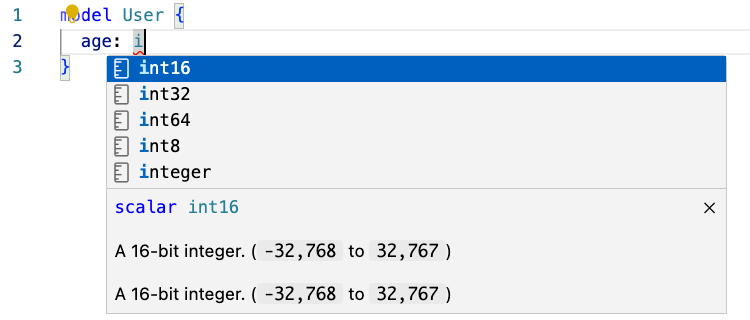 1 model User {
2 age: i
3 }
int16
int32
int64
int8
integer
scalar int16 ×
A 16-bit integer. ( -32,768 to 32,767 )
A 16-bit integer. ( -32,768 to 32,767 )